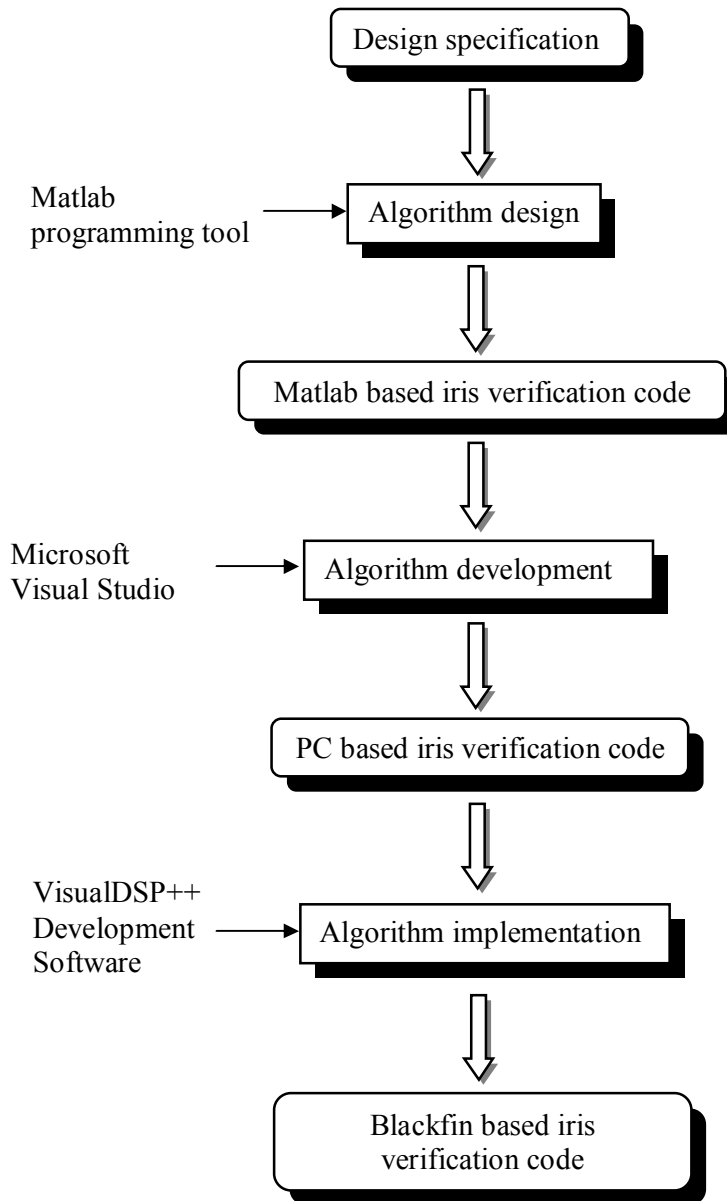 Design specification
Matlab
programming tool
Algorithm design
Matlab based iris verification code
Microsoft
Visual Studio
Algorithm development
PC based iris verification code
VisualDSP++
Development
Software
Algorithm implementation
Blackfin based iris
verification code